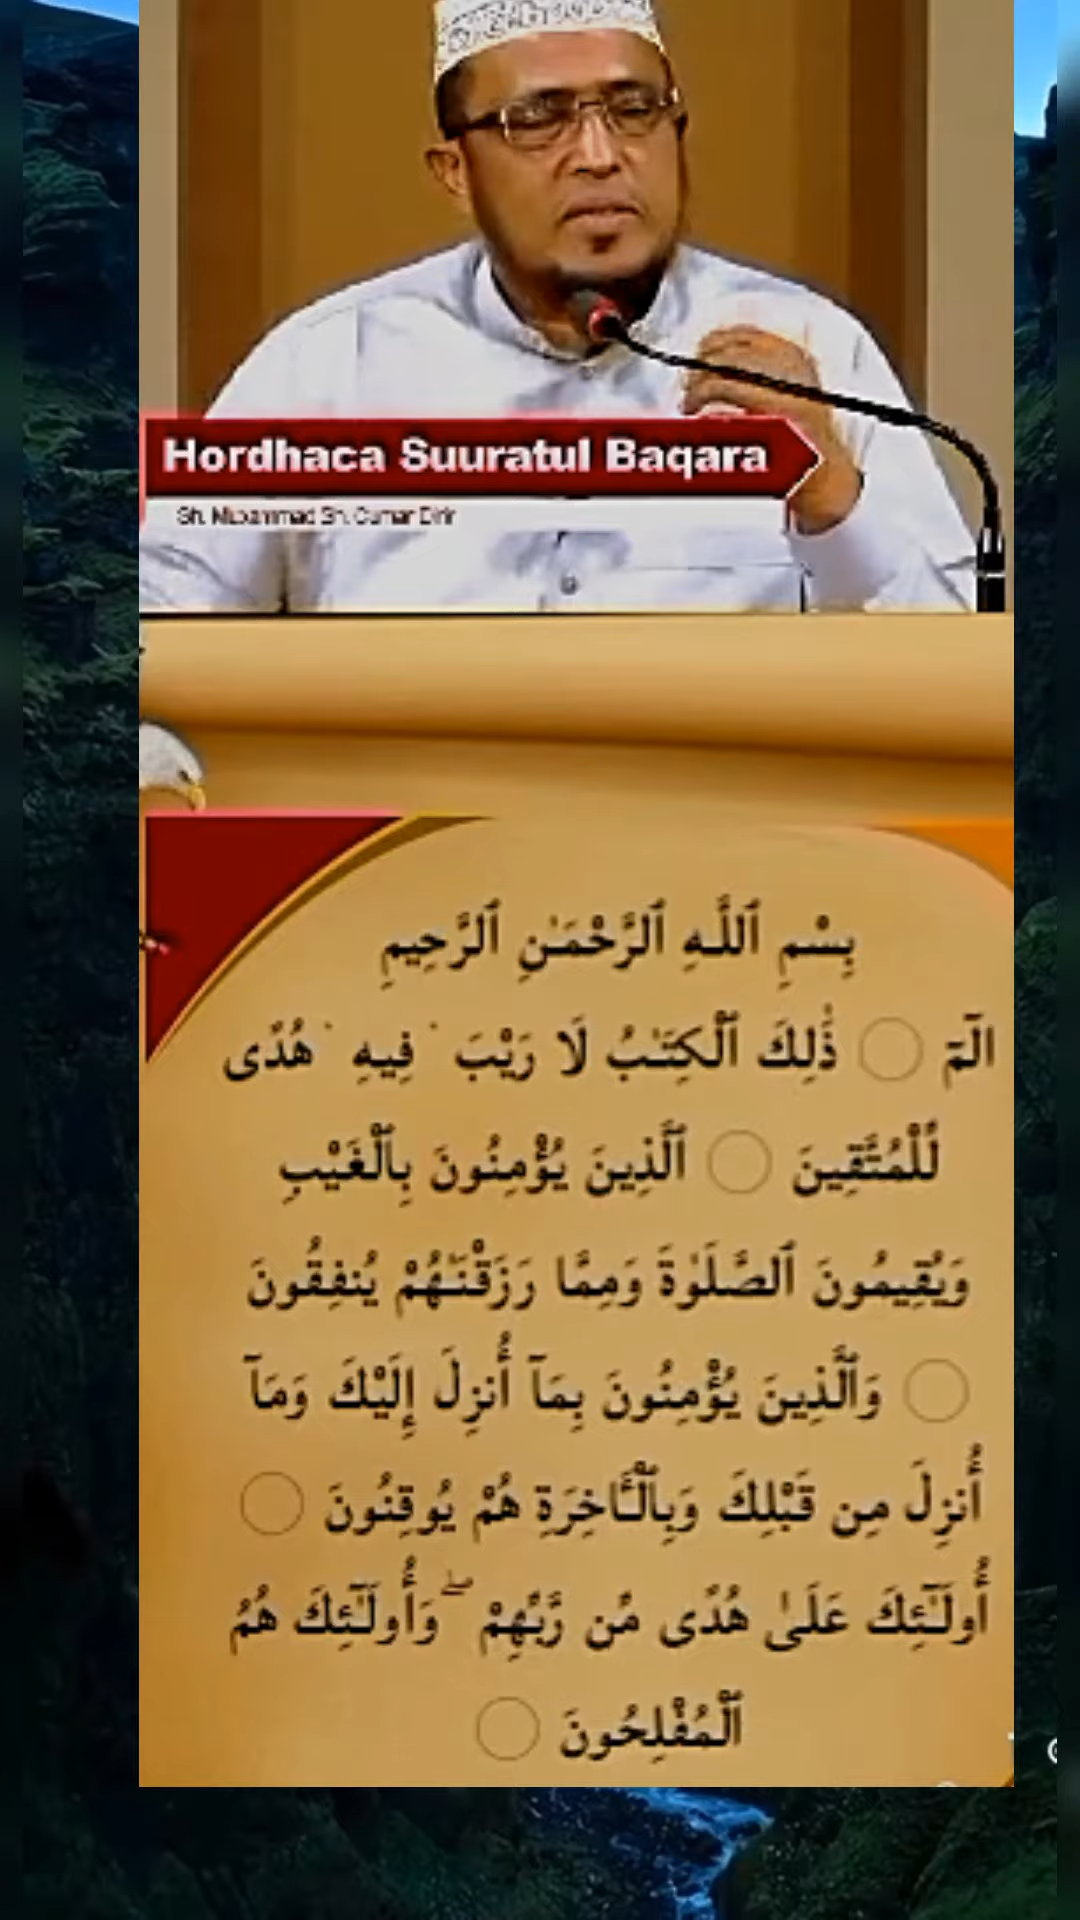 Hordhaca Suuratul Baqara
Sh. Muxammad Sh. Cumar Dirir
بِسْمِ ٱللَّهِ ٱلرَّحْمَـٰنِ ٱلرَّحِيمِ
الٓمٓ ۝ ذَٰلِكَ ٱلْكِتَـٰبُ لَا رَيْبَ ۛ فِيهِ ۛ هُدًى
لِّلْمُتَّقِينَ ۝ ٱلَّذِينَ يُؤْمِنُونَ بِٱلْغَيْبِ
وَيُقِيمُونَ ٱلصَّلَوٰةَ وَمِمَّا رَزَقْنَـٰهُمْ يُنفِقُونَ
۝ وَٱلَّذِينَ يُؤْمِنُونَ بِمَآ أُنزِلَ إِلَيْكَ وَمَآ
أُنزِلَ مِن قَبْلِكَ وَبِٱلْـَٔاخِرَةِ هُمْ يُوقِنُونَ ۝
أُو۟لَـٰٓئِكَ عَلَىٰ هُدًى مِّن رَّبِّهِمْ ۖ وَأُو۟لَـٰٓئِكَ هُمُ
ٱلْمُفْلِحُونَ ۝